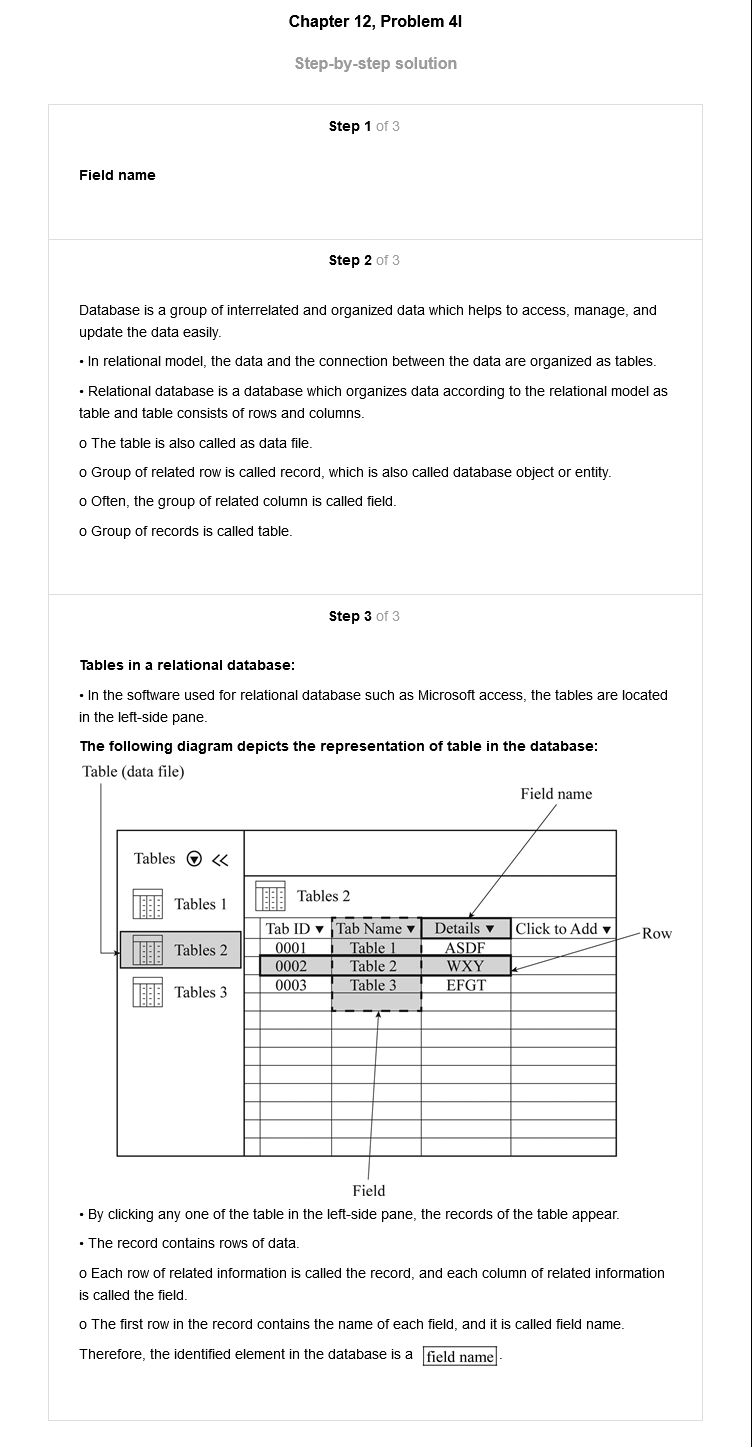 Chapter 12, Problem 4I
Step-by-step solution
Step 1 of 3
Field name
Step 2 of 3
Database is a group of interrelated and organized data which helps to access, manage, and
update the data easily.
• In relational model, the data and the connection between the data are organized as tables.
• Relational database is a database which organizes data according to the relational model as
table and table consists of rows and columns.
o The table is also called as data file.
o Group of related row is called record, which is also called database object or entity.
o Often, the group of related column is called field.
o Group of records is called table.
Step 3 of 3
Tables in a relational database:
• In the software used for relational database such as Microsoft access, the tables are located
in the left-side pane.
The following diagram depicts the representation of table in the database:
Table (data file)
Field name
Tables
Tables 1
Tables 2
Tables 3
Tables 2
Tab ID ▼ Tab Name ▼ Details ▼ Click to Add ▼
Row
0001 Table 1 ASDF
0002 Table 2 WXY
0003 Table 3 EFGT
Field
• By clicking any one of the table in the left-side pane, the records of the table appear.
• The record contains rows of data.
o Each row of related information is called the record, and each column of related information
is called the field.
o The first row in the record contains the name of each field, and it is called field name.
Therefore, the identified element in the database is a field name.